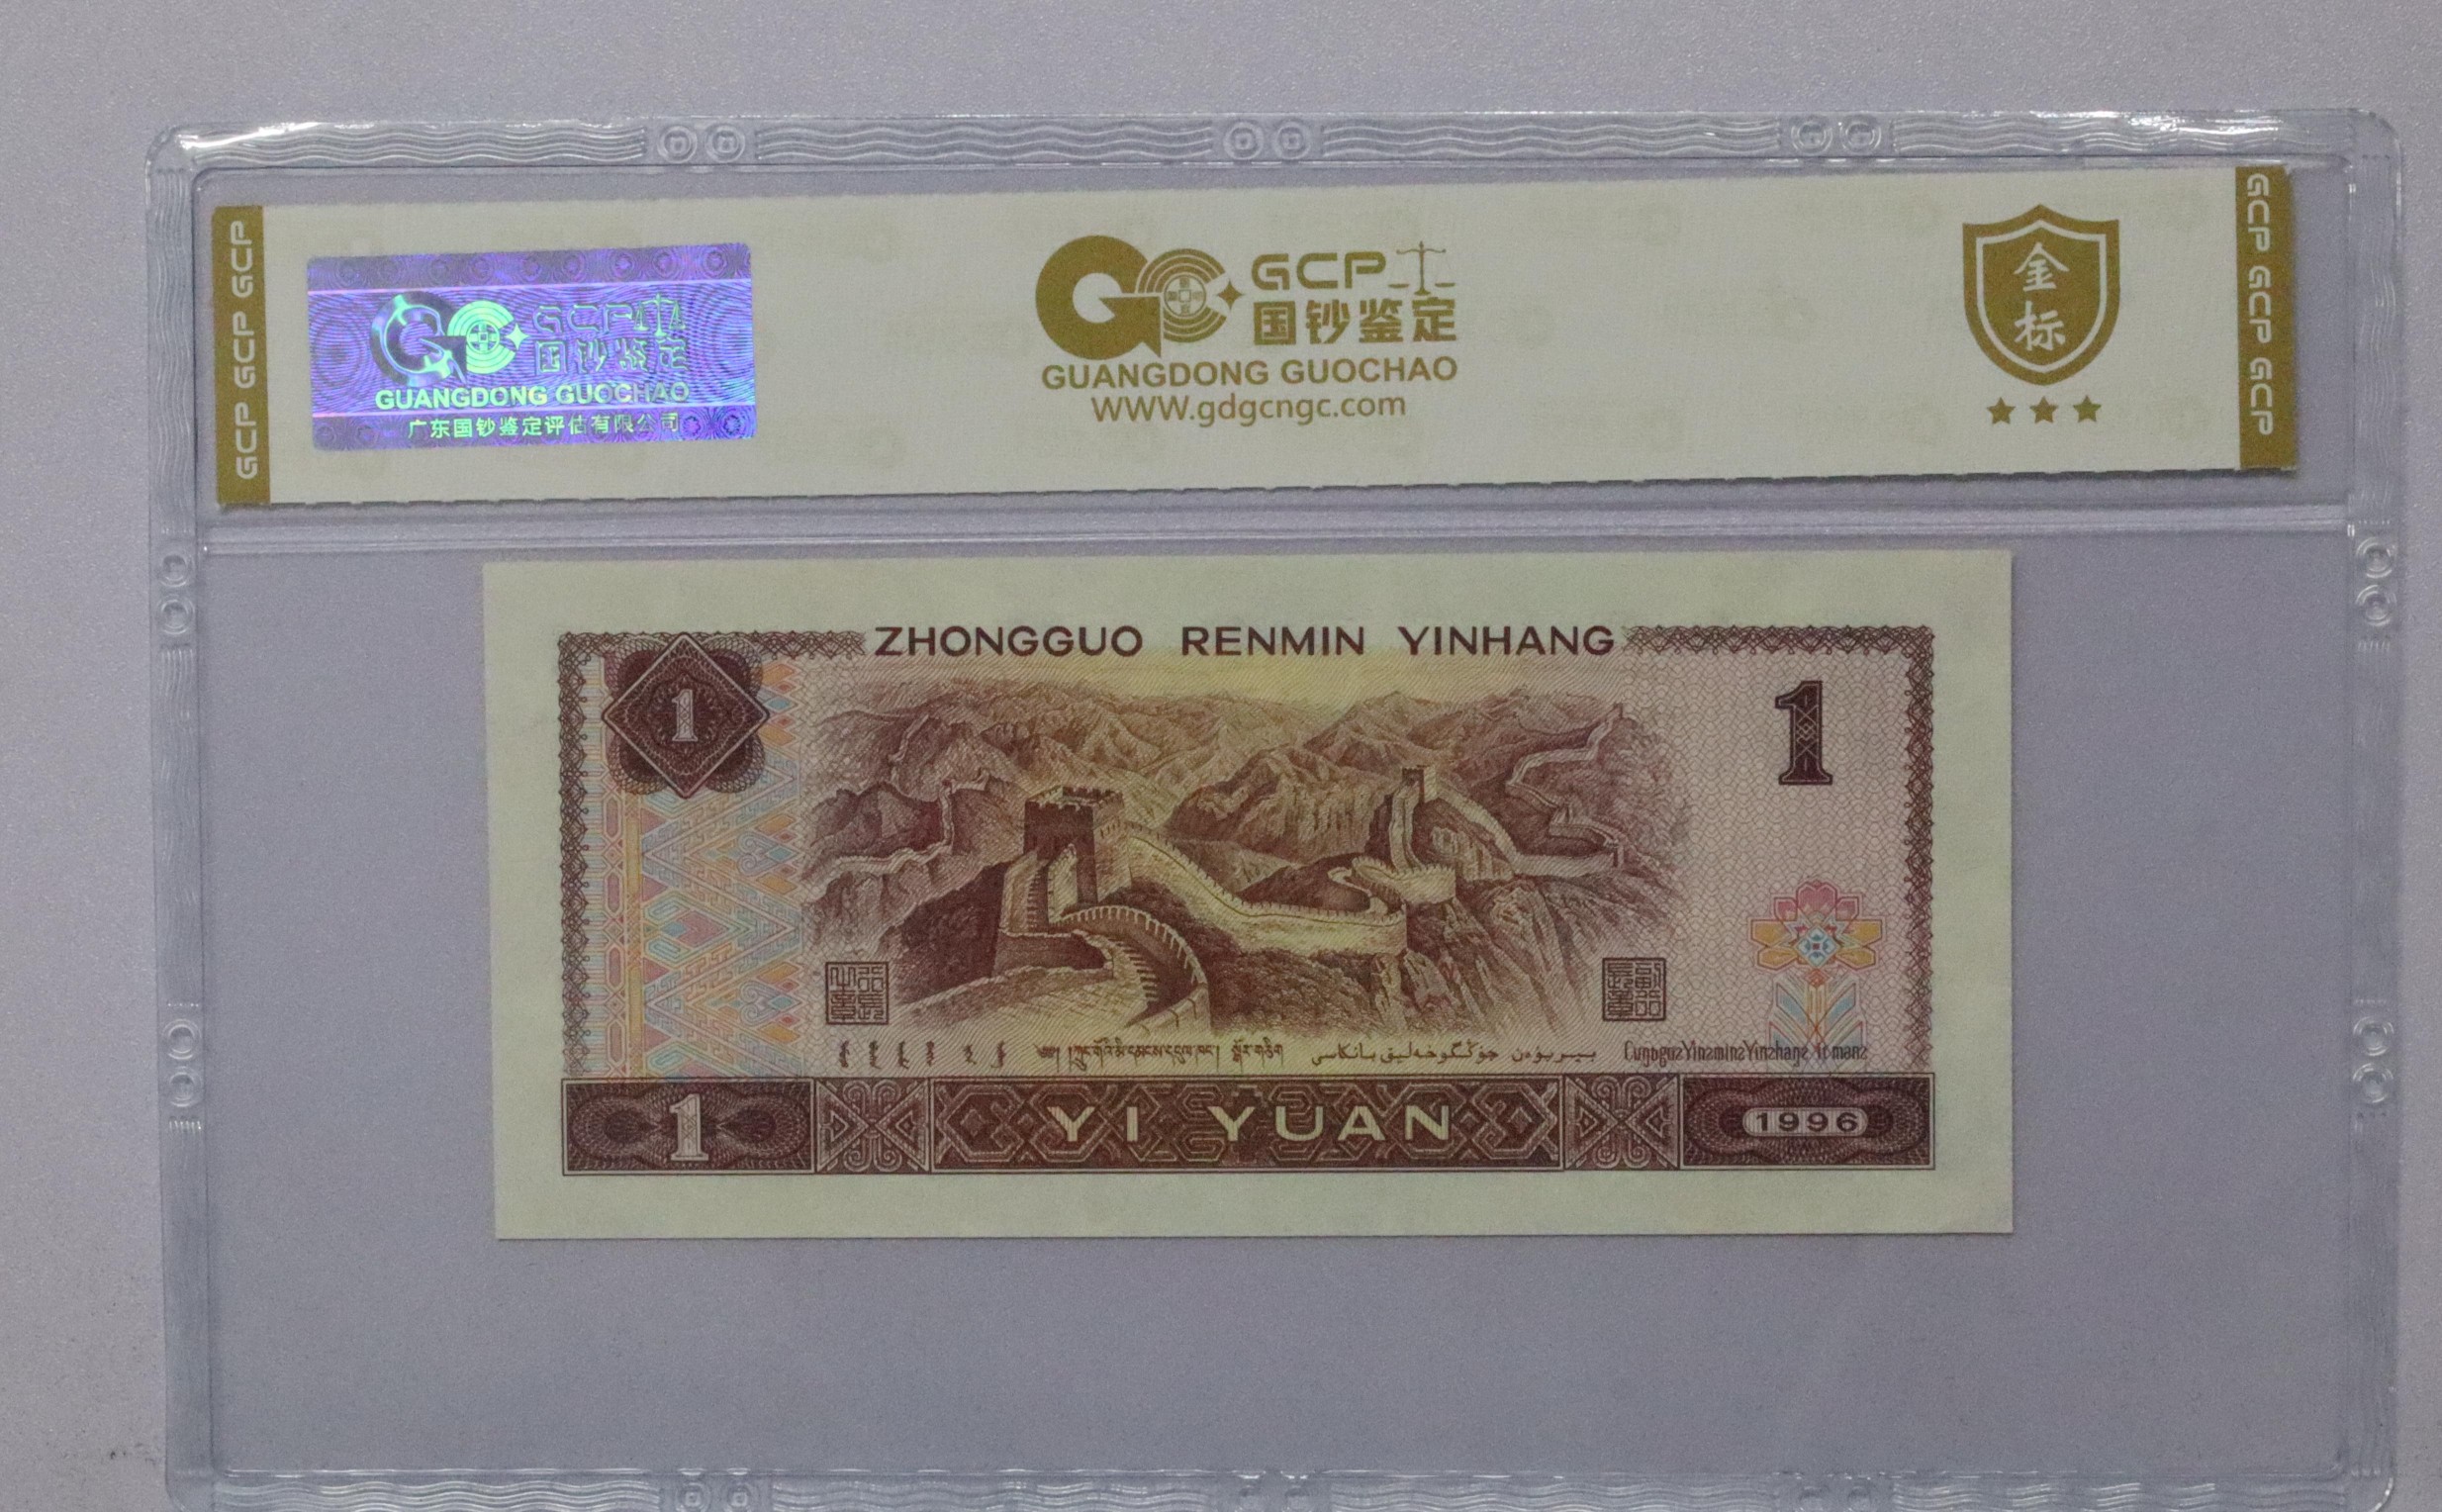 GCP GCP GCP
GCP
国钞鉴定
GUANGDONG GUOCHAO
广东国钞鉴定评估有限公司
GCP
国钞鉴定
GUANGDONG GUOCHAO
WWW.gdgcngc.com
金标
GCP GCP GCP
ZHONGGUO RENMIN YINHANG
1
1
1
YI YUAN
1996